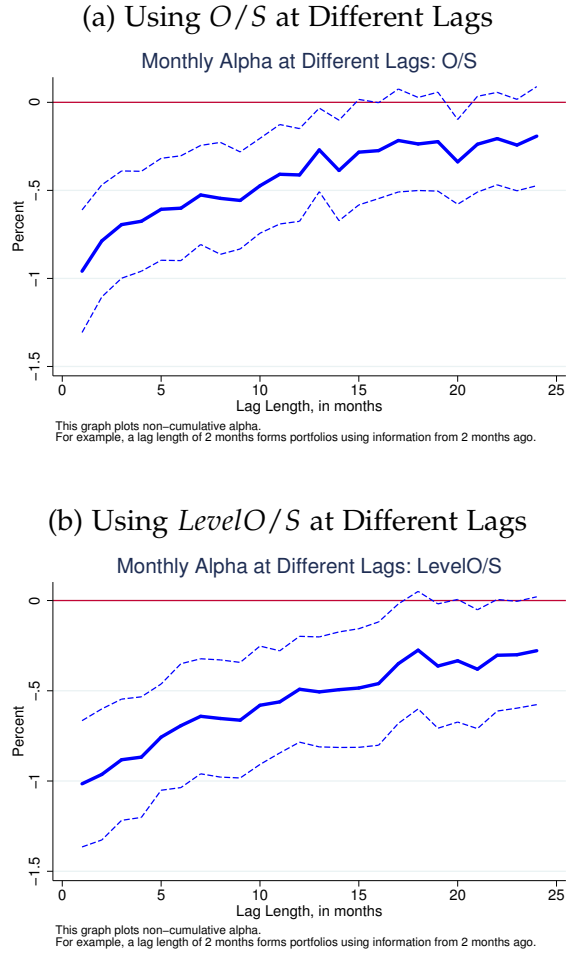 (a) Using O/S at Different Lags
Monthly Alpha at Different Lags: O/S
Percent
0
−.5
−1
−1.5
0 5 10 15 20 25
Lag Length, in months
This graph plots non−cumulative alpha.
For example, a lag length of 2 months forms portfolios using information from 2 months ago.
(b) Using LevelO/S at Different Lags
Monthly Alpha at Different Lags: LevelO/S
Percent
0
−.5
−1
−1.5
0 5 10 15 20 25
Lag Length, in months
This graph plots non−cumulative alpha.
For example, a lag length of 2 months forms portfolios using information from 2 months ago.